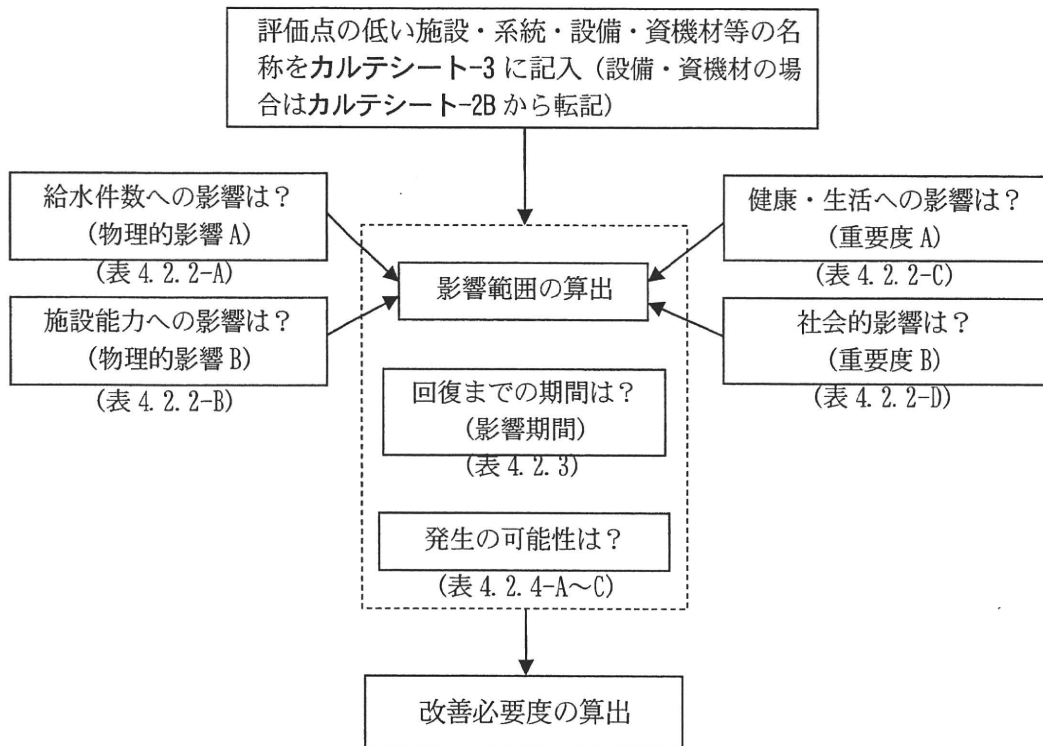 評価点の低い施設・系統・設備・資機材等の名
称をカルテシート-3 に記入（設備・資機材の場
合はカルテシート-2B から転記）
給水件数への影響は？
(物理的影響 A)
(表 4.2.2-A)
施設能力への影響は？
(物理的影響 B)
(表 4.2.2-B)
影響範囲の算出
回復までの期間は？
(影響期間)
(表 4.2.3)
発生の可能性は？
(表 4.2.4-A～C)
健康・生活への影響は？
(重要度 A)
(表 4.2.2-C)
社会的影響は？
(重要度 B)
(表 4.2.2-D)
改善必要度の算出